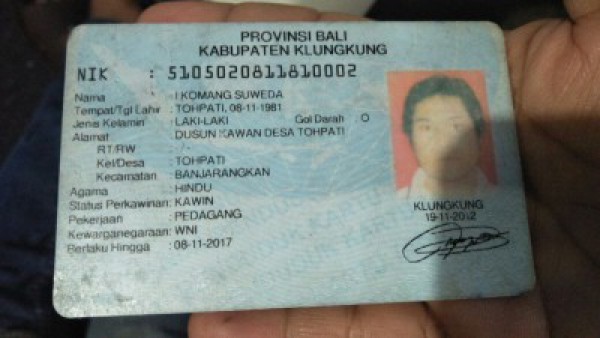 PROVINSI BALI
KABUPATEN KLUNGKUNG
NIK : 5105020811810002
Nama : I KOMANG SUWEDA
Tempat/Tgl Lahir : TOHPATI, 08-11-1981
Jenis Kelamin : LAKI-LAKI Gol Darah : O
Alamat : DUSUN KAWAN DESA TOHPATI
RT/RW : -/-
Kel/Desa : TOHPATI
Kecamatan : BANJARANGKAN
Agama : HINDU
Status Perkawinan: KAWIN
Pekerjaan : PEDAGANG
Kewarganegaraan: WNI
Berlaku Hingga : 08-11-2017
KLUNGKUNG
19-11-2012